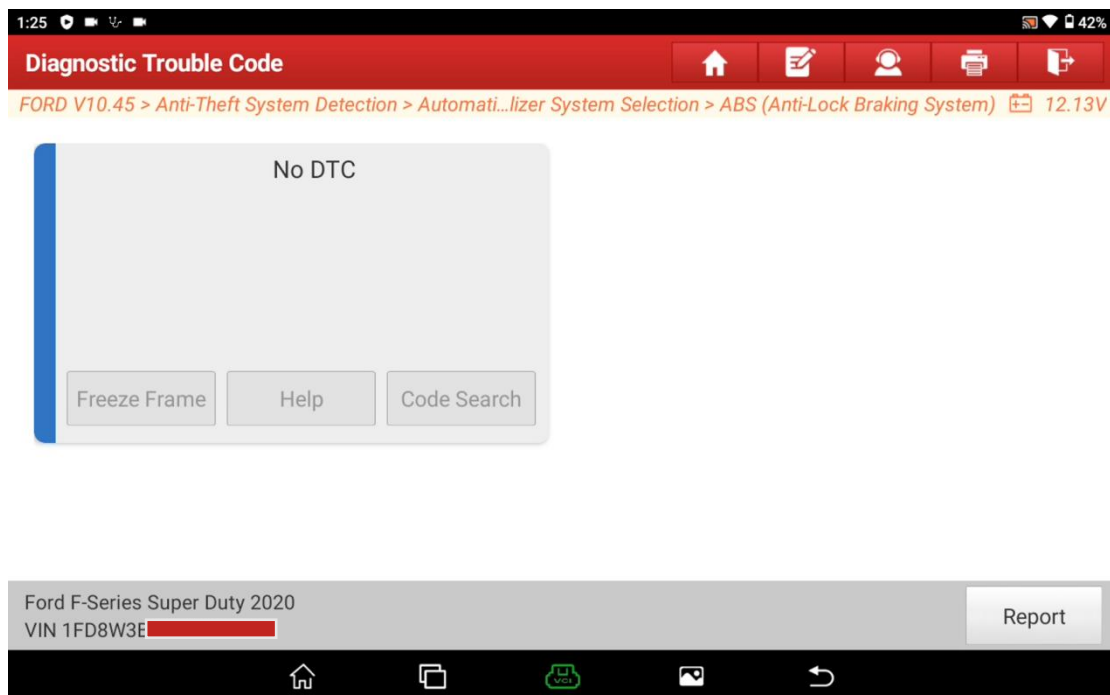 1:25 42%
Diagnostic Trouble Code
FORD V10.45 > Anti-Theft System Detection > Automati...lizer System Selection > ABS (Anti-Lock Braking System) 12.13V
No DTC
Freeze Frame Help Code Search
Ford F-Series Super Duty 2020
VIN 1FD8W3E
Report
VCI